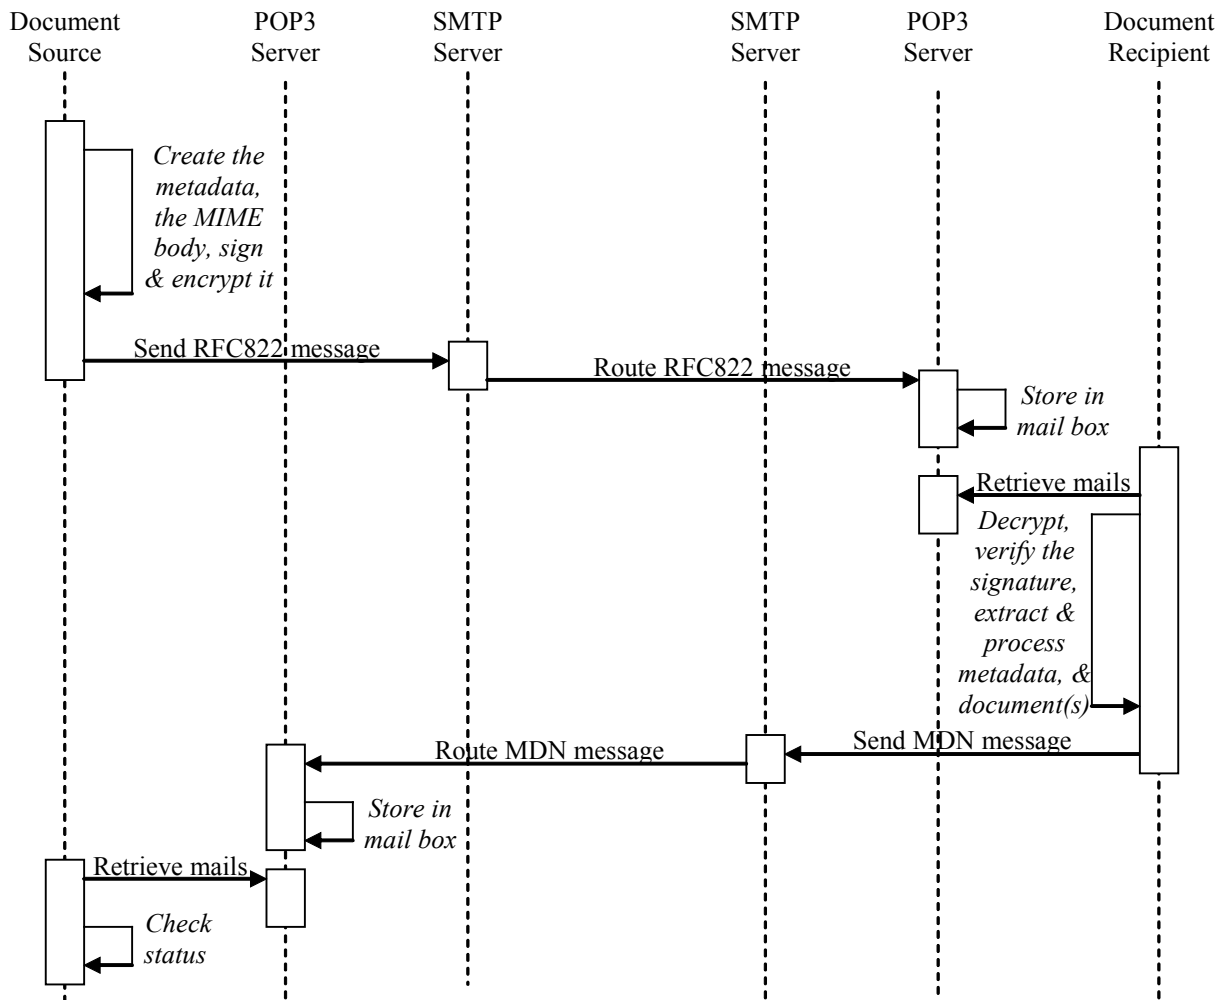 Document
Source
POP3
Server
SMTP
Server
SMTP
Server
POP3
Server
Document
Recipient
Create the
metadata,
the MIME
body, sign
& encrypt it
Send RFC822 message
Route RFC822 message
Store in
mail box
Retrieve mails
Decrypt,
verify the
signature,
extract &
process
metadata, &
document(s)
Send MDN message
Route MDN message
Store in
mail box
Retrieve mails
Check
status